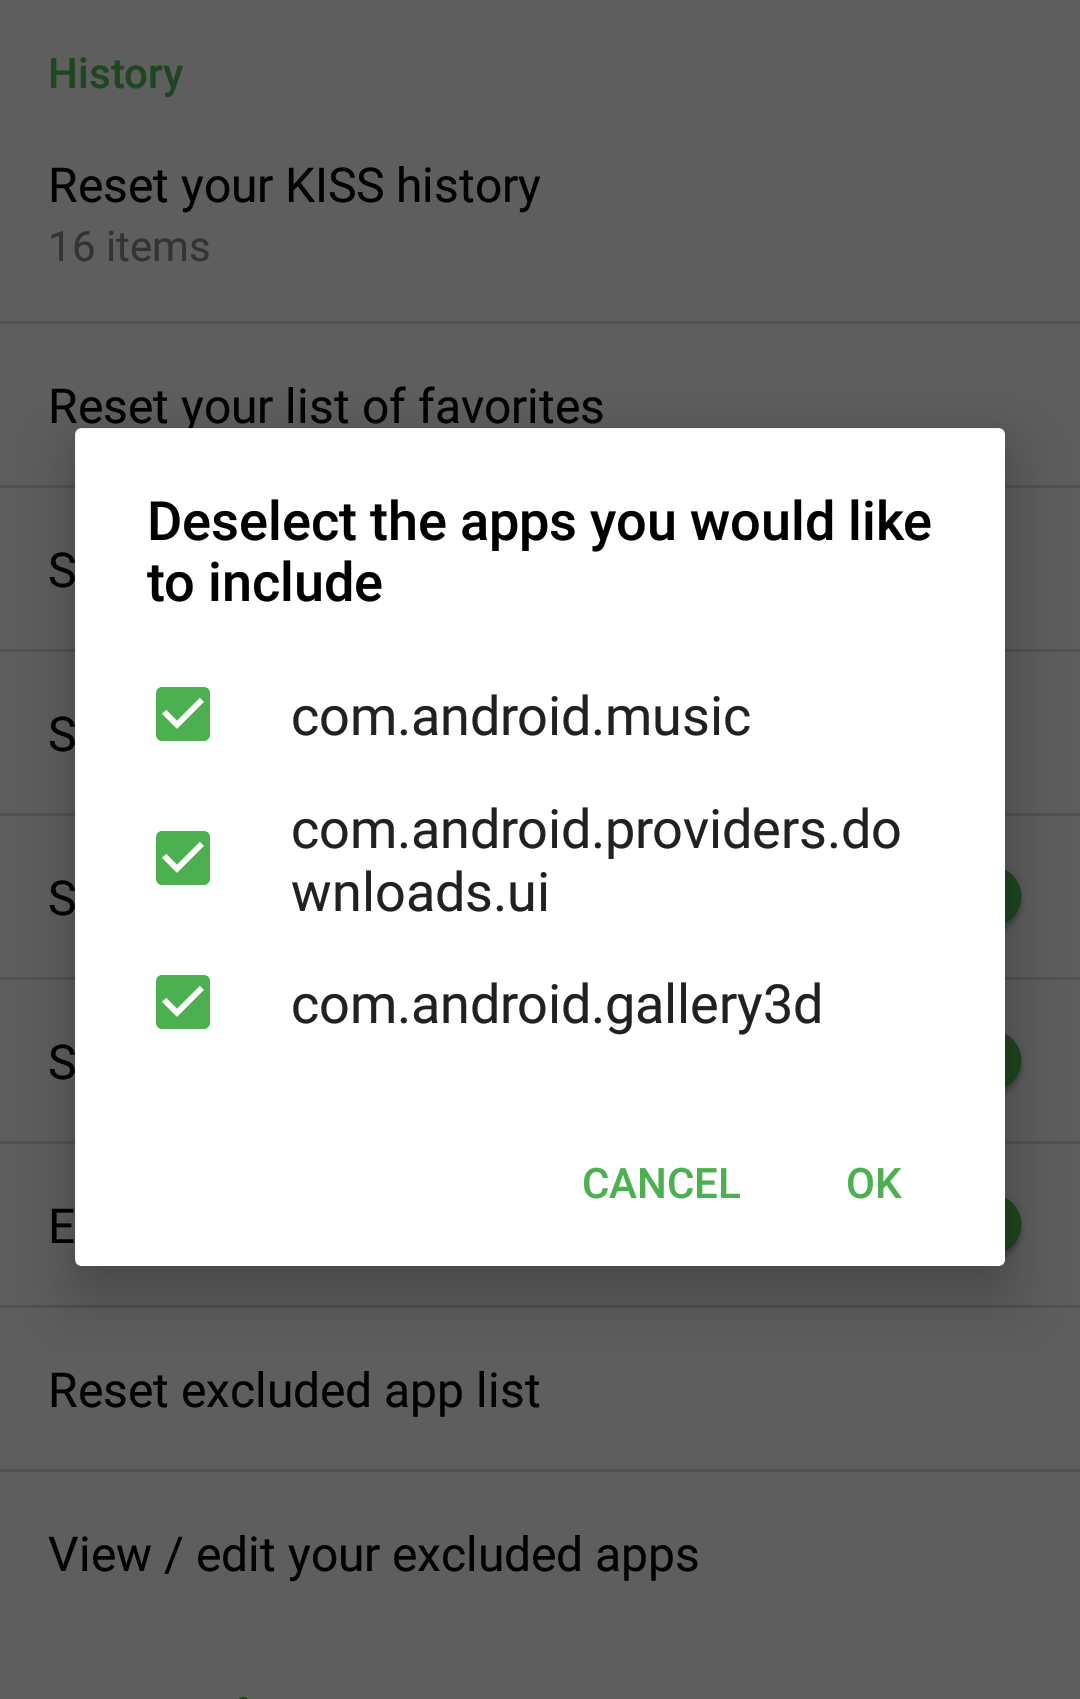 History
Reset your KISS history
16 items
Reset your list of favorites
Deselect the apps you would like
to include
S
com.android.music
S
com.android.providers.do
wnloads.ui
S
com.android.gallery3d
S
CANCEL OK
E
Reset excluded app list
View / edit your excluded apps